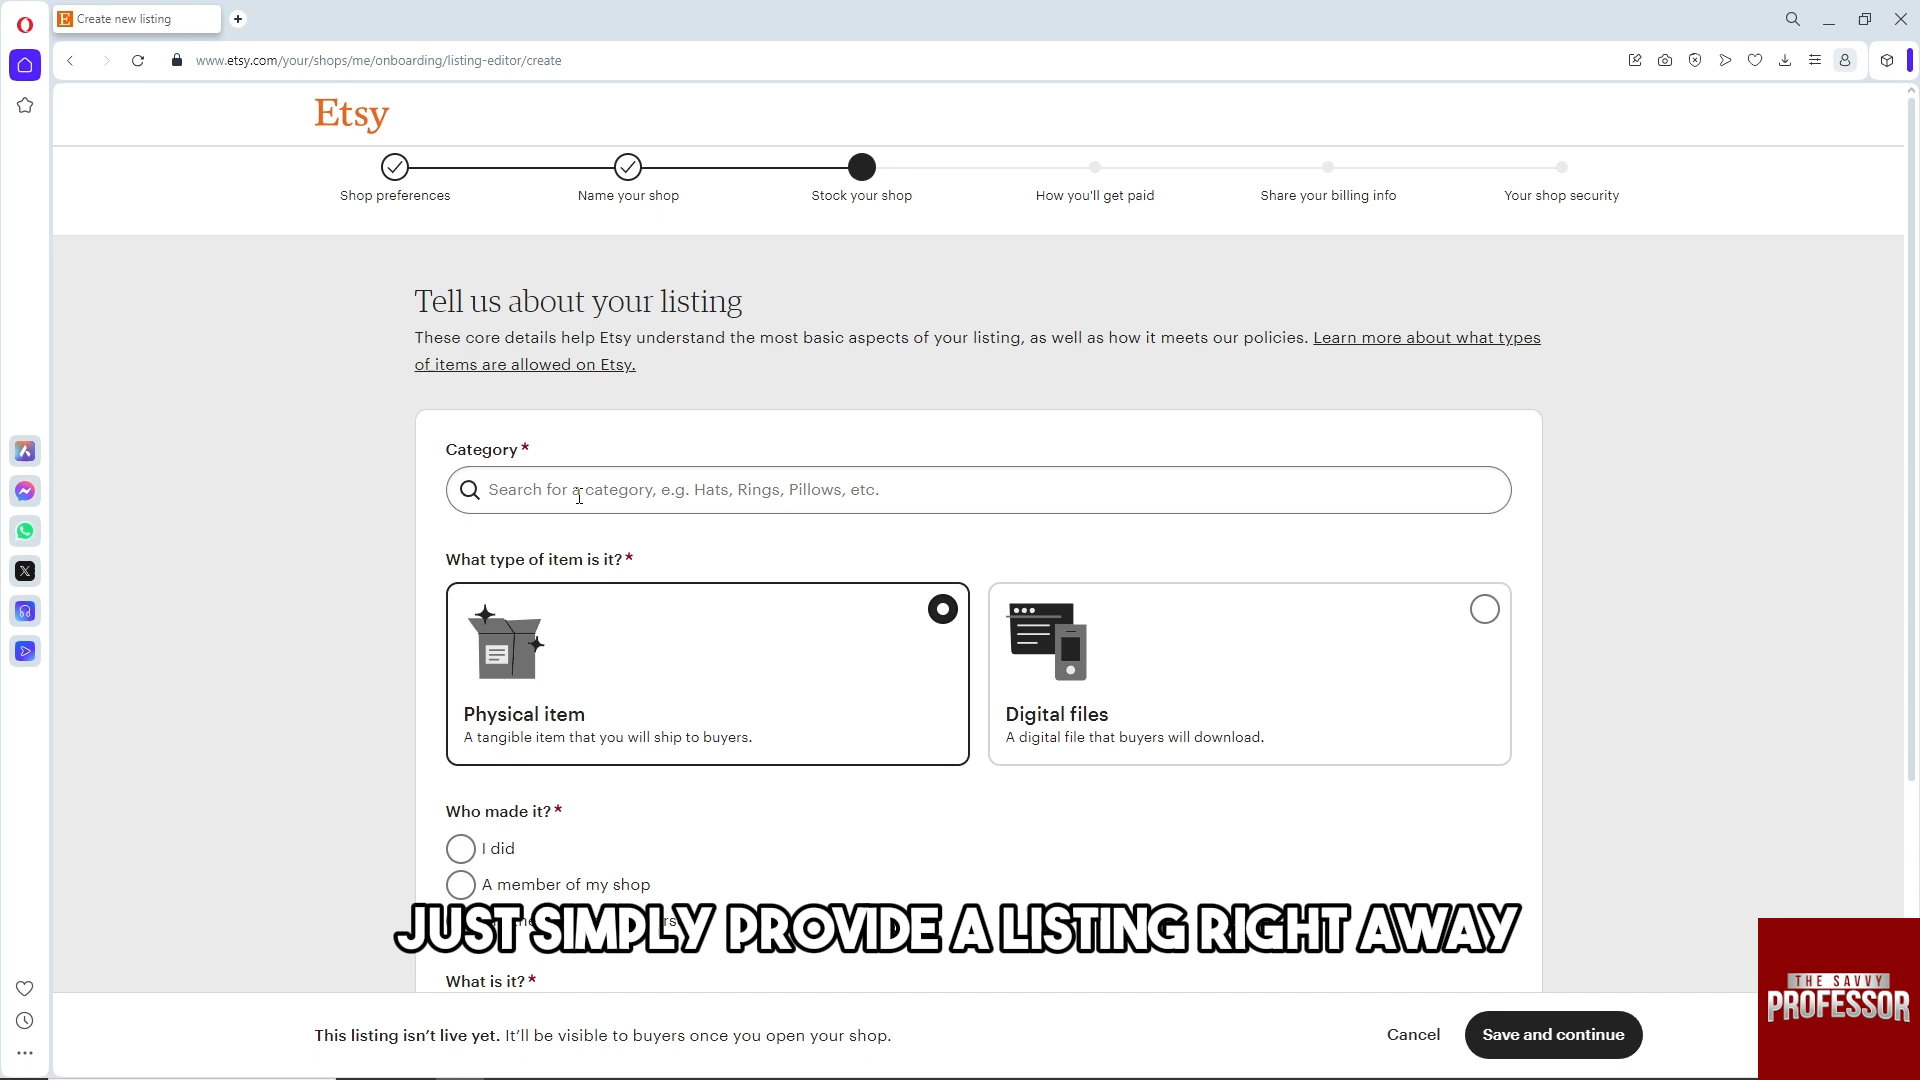 Create new listing
www.etsy.com/your/shops/me/onboarding/listing-editor/create
Etsy
Shop preferences
Name your shop
Stock your shop
How you'll get paid
Share your billing info
Your shop security
Tell us about your listing
These core details help Etsy understand the most basic aspects of your listing, as well as how it meets our policies. Learn more about what types
of items are allowed on Etsy.
Category*
Search for a category, e.g. Hats, Rings, Pillows, etc.
What type of item is it?*
Physical item
A tangible item that you will ship to buyers.
Digital files
A digital file that buyers will download.
Who made it?*
I did
A member of my shop
JUST SIMPLY PROVIDE A LISTING RIGHT AWAY
What is it?*
This listing isn't live yet. It'll be visible to buyers once you open your shop.
Cancel
Save and continue
THE SAVVY
PROFESSOR